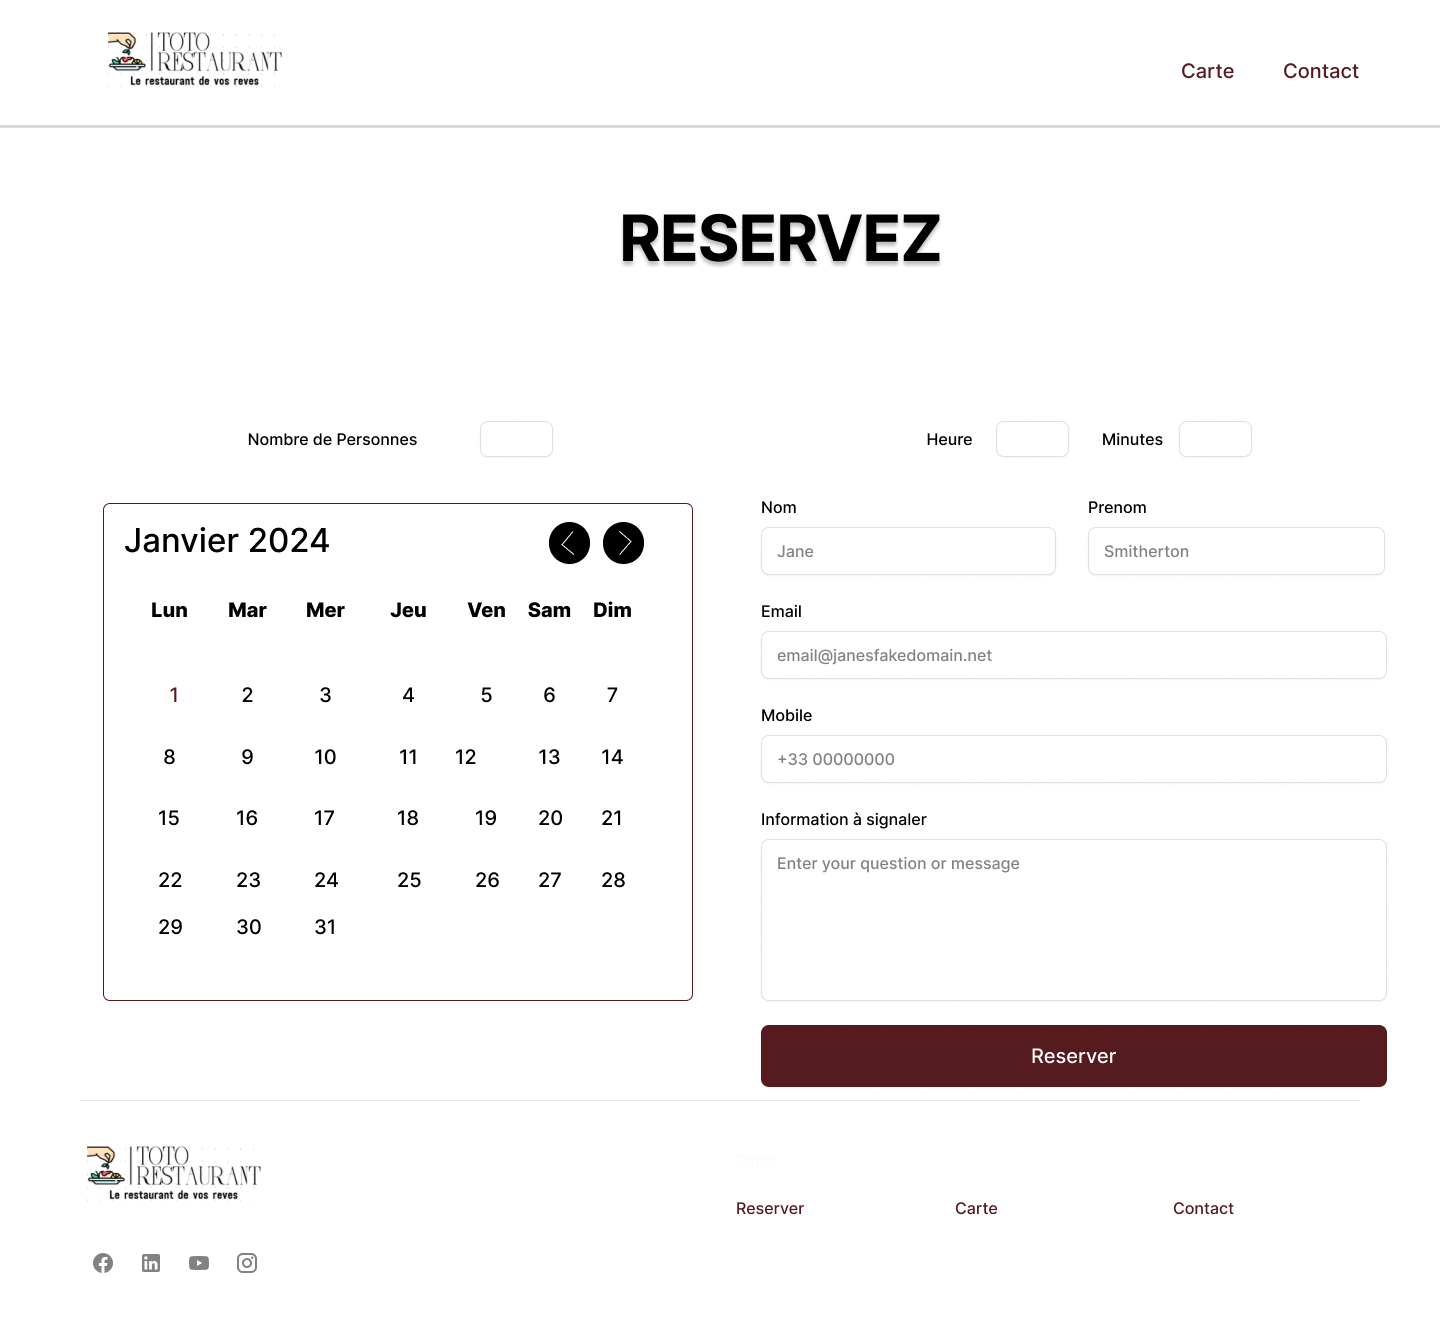 TOTO
RESTAURANT
Le restaurant de vos reves
Carte Contact
RESERVEZ
Nombre de Personnes
Heure Minutes
Janvier 2024
Lun Mar Mer Jeu Ven Sam Dim
1 2 3 4 5 6 7
8 9 10 11 12 13 14
15 16 17 18 19 20 21
22 23 24 25 26 27 28
29 30 31
Nom Prenom
Jane Smitherton
Email
email@janesfakedomain.net
Mobile
+33 00000000
Information à signaler
Enter your question or message
Reserver
TOTO
RESTAURANT
Le restaurant de vos reves
Topic
Reserver Carte Contact